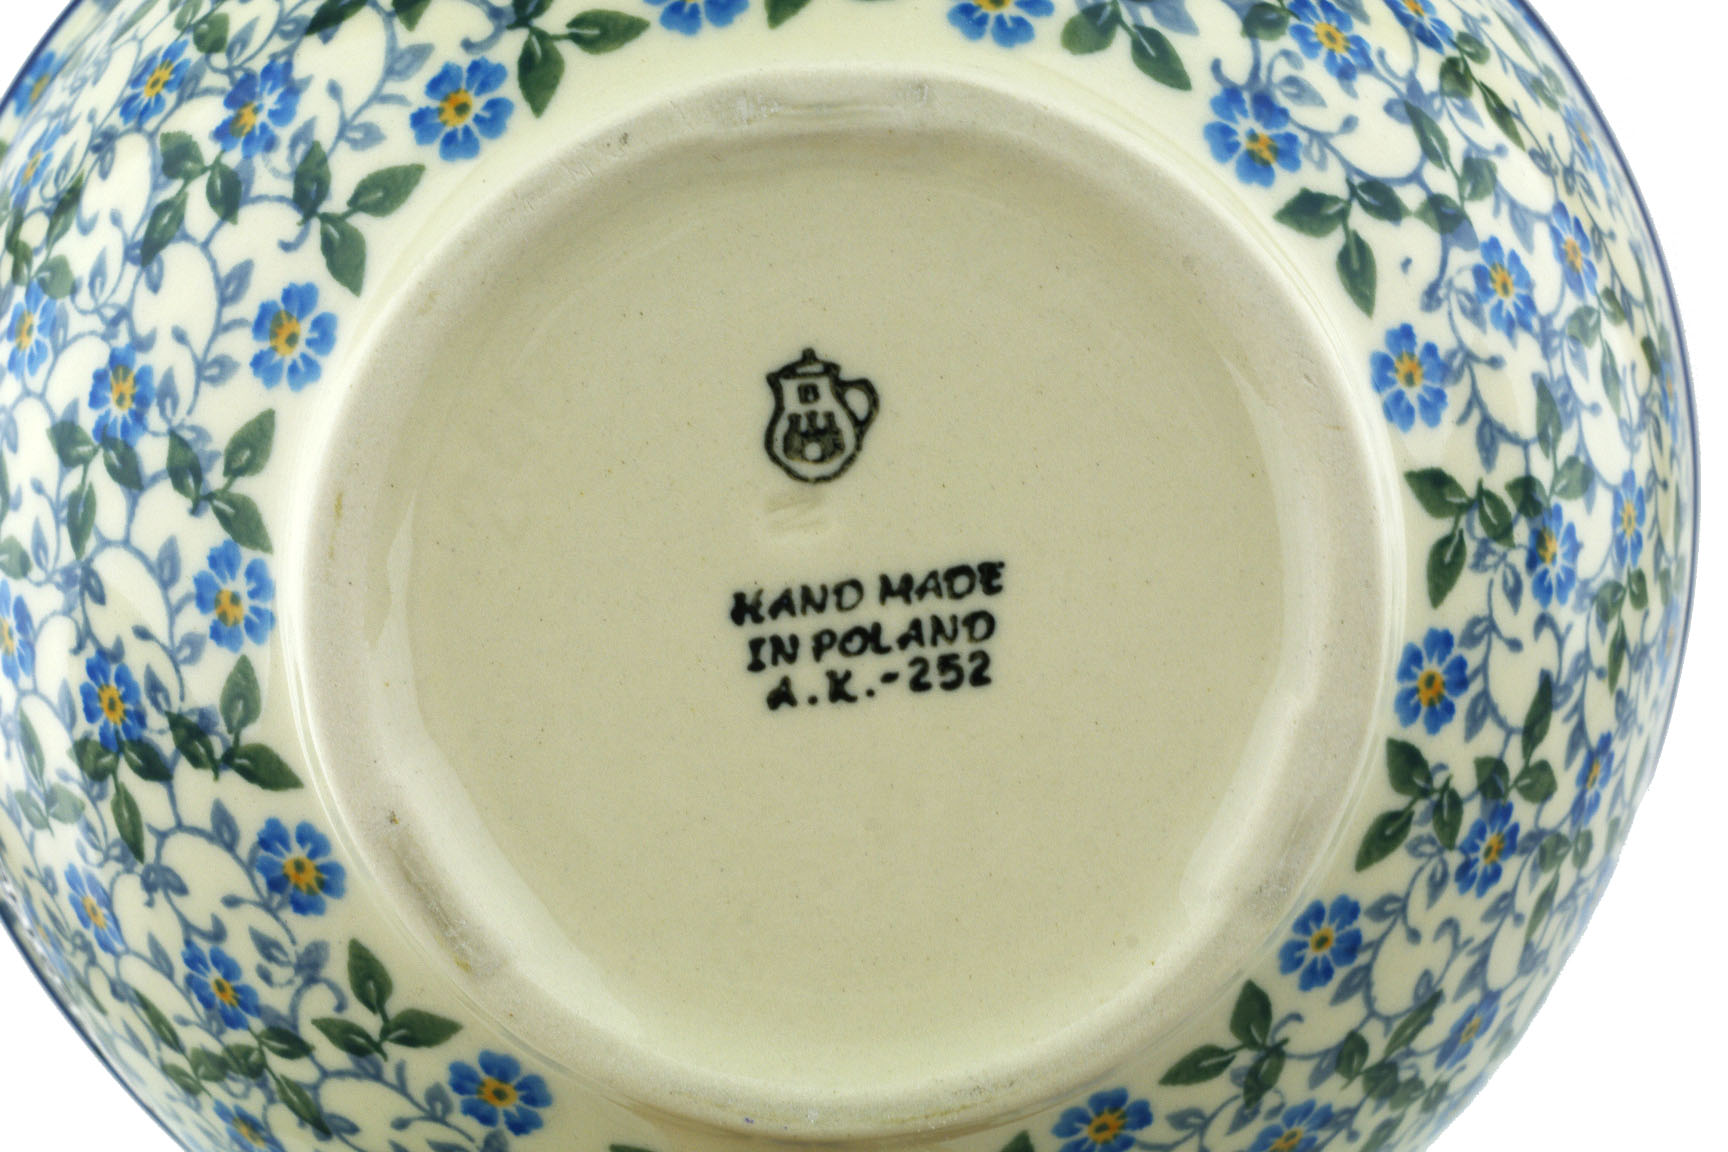 B
HAND MADE
IN POLAND
A.K.-252